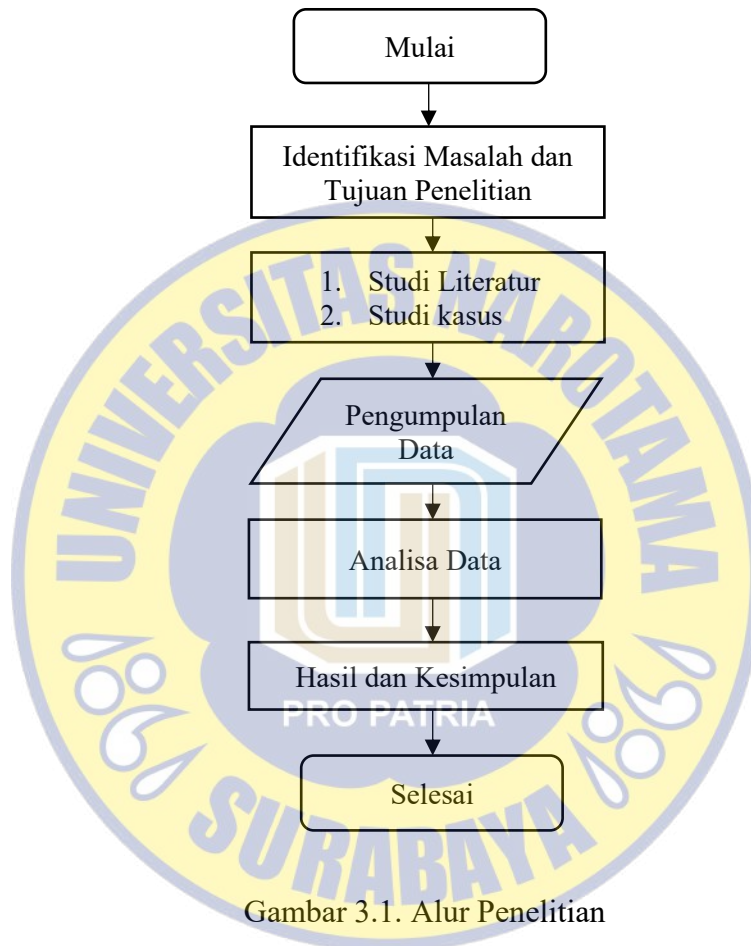 Mulai
Identifikasi Masalah dan
Tujuan Penelitian
1. Studi Literatur
2. Studi kasus
Pengumpulan
Data
Analisa Data
Hasil dan Kesimpulan
Selesai
Gambar 3.1. Alur Penelitian
UNIVERSITAS NAROTAMA
PRO PATRIA
SURABAYA